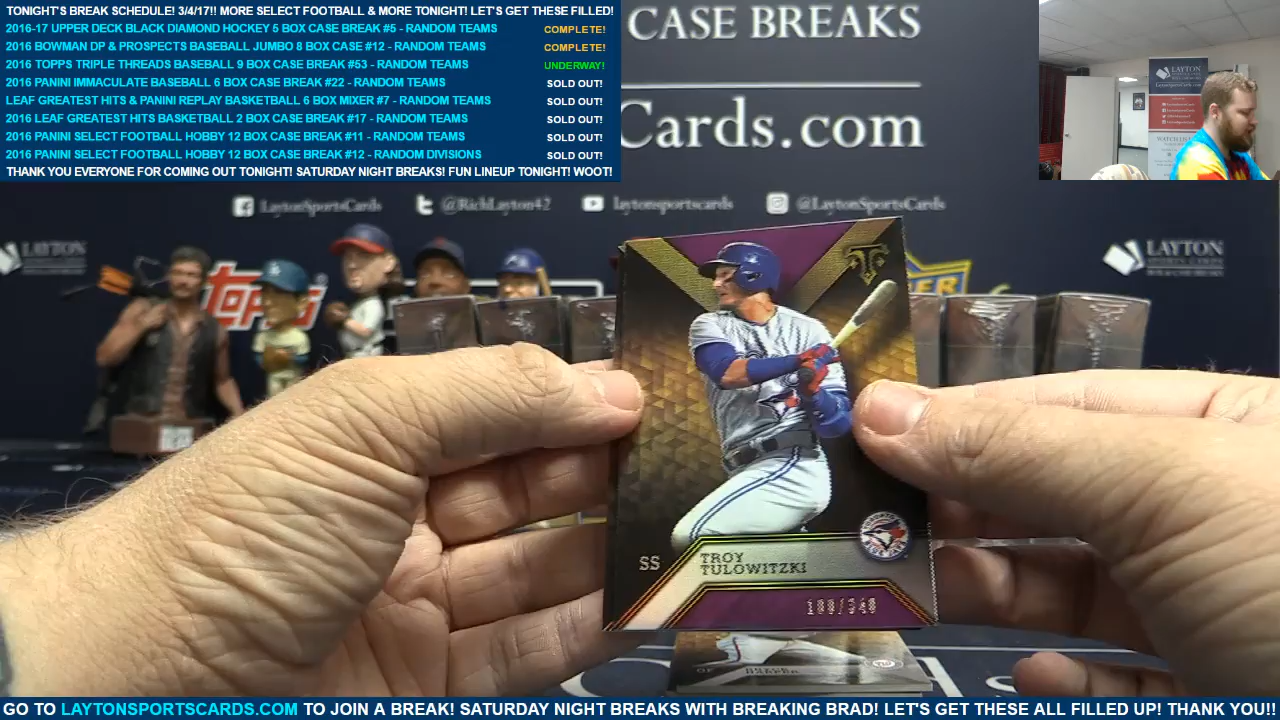 TONIGHT'S BREAK SCHEDULE! 3/4/17!! MORE SELECT FOOTBALL & MORE TONIGHT! LET'S GET THESE FILLED!
2016-17 UPPER DECK BLACK DIAMOND HOCKEY 5 BOX CASE BREAK #5 - RANDOM TEAMS COMPLETE!
2016 BOWMAN DP & PROSPECTS BASEBALL JUMBO 8 BOX CASE #12 - RANDOM TEAMS COMPLETE!
2016 TOPPS TRIPLE THREADS BASEBALL 9 BOX CASE BREAK #53 - RANDOM TEAMS UNDERWAY!
2016 PANINI IMMACULATE BASEBALL 6 BOX CASE BREAK #22 - RANDOM TEAMS SOLD OUT!
LEAF GREATEST HITS & PANINI REPLAY BASKETBALL 6 BOX MIXER #7 - RANDOM TEAMS SOLD OUT!
2016 LEAF GREATEST HITS BASKETBALL 2 BOX CASE BREAK #17 - RANDOM TEAMS SOLD OUT!
2016 PANINI SELECT FOOTBALL HOBBY 12 BOX CASE BREAK #11 - RANDOM TEAMS SOLD OUT!
2016 PANINI SELECT FOOTBALL HOBBY 12 BOX CASE BREAK #12 - RANDOM DIVISIONS SOLD OUT!
THANK YOU EVERYONE FOR COMING OUT TONIGHT! SATURDAY NIGHT BREAKS! FUN LINEUP TONIGHT! WOOT!
CASE BREAKS
Cards.com
LaytonSportsCards @RichLayton42 laytonsportscards @LaytonSportsCards
LAYTON
LAYTON
LAYTON
TOPPS
SS
TROY
TULOWITZKI
GO TO LAYTONSPORTSCARDS.COM TO JOIN A BREAK! SATURDAY NIGHT BREAKS WITH BREAKING BRAD! LET'S GET THESE ALL FILLED UP! THANK YOU!!